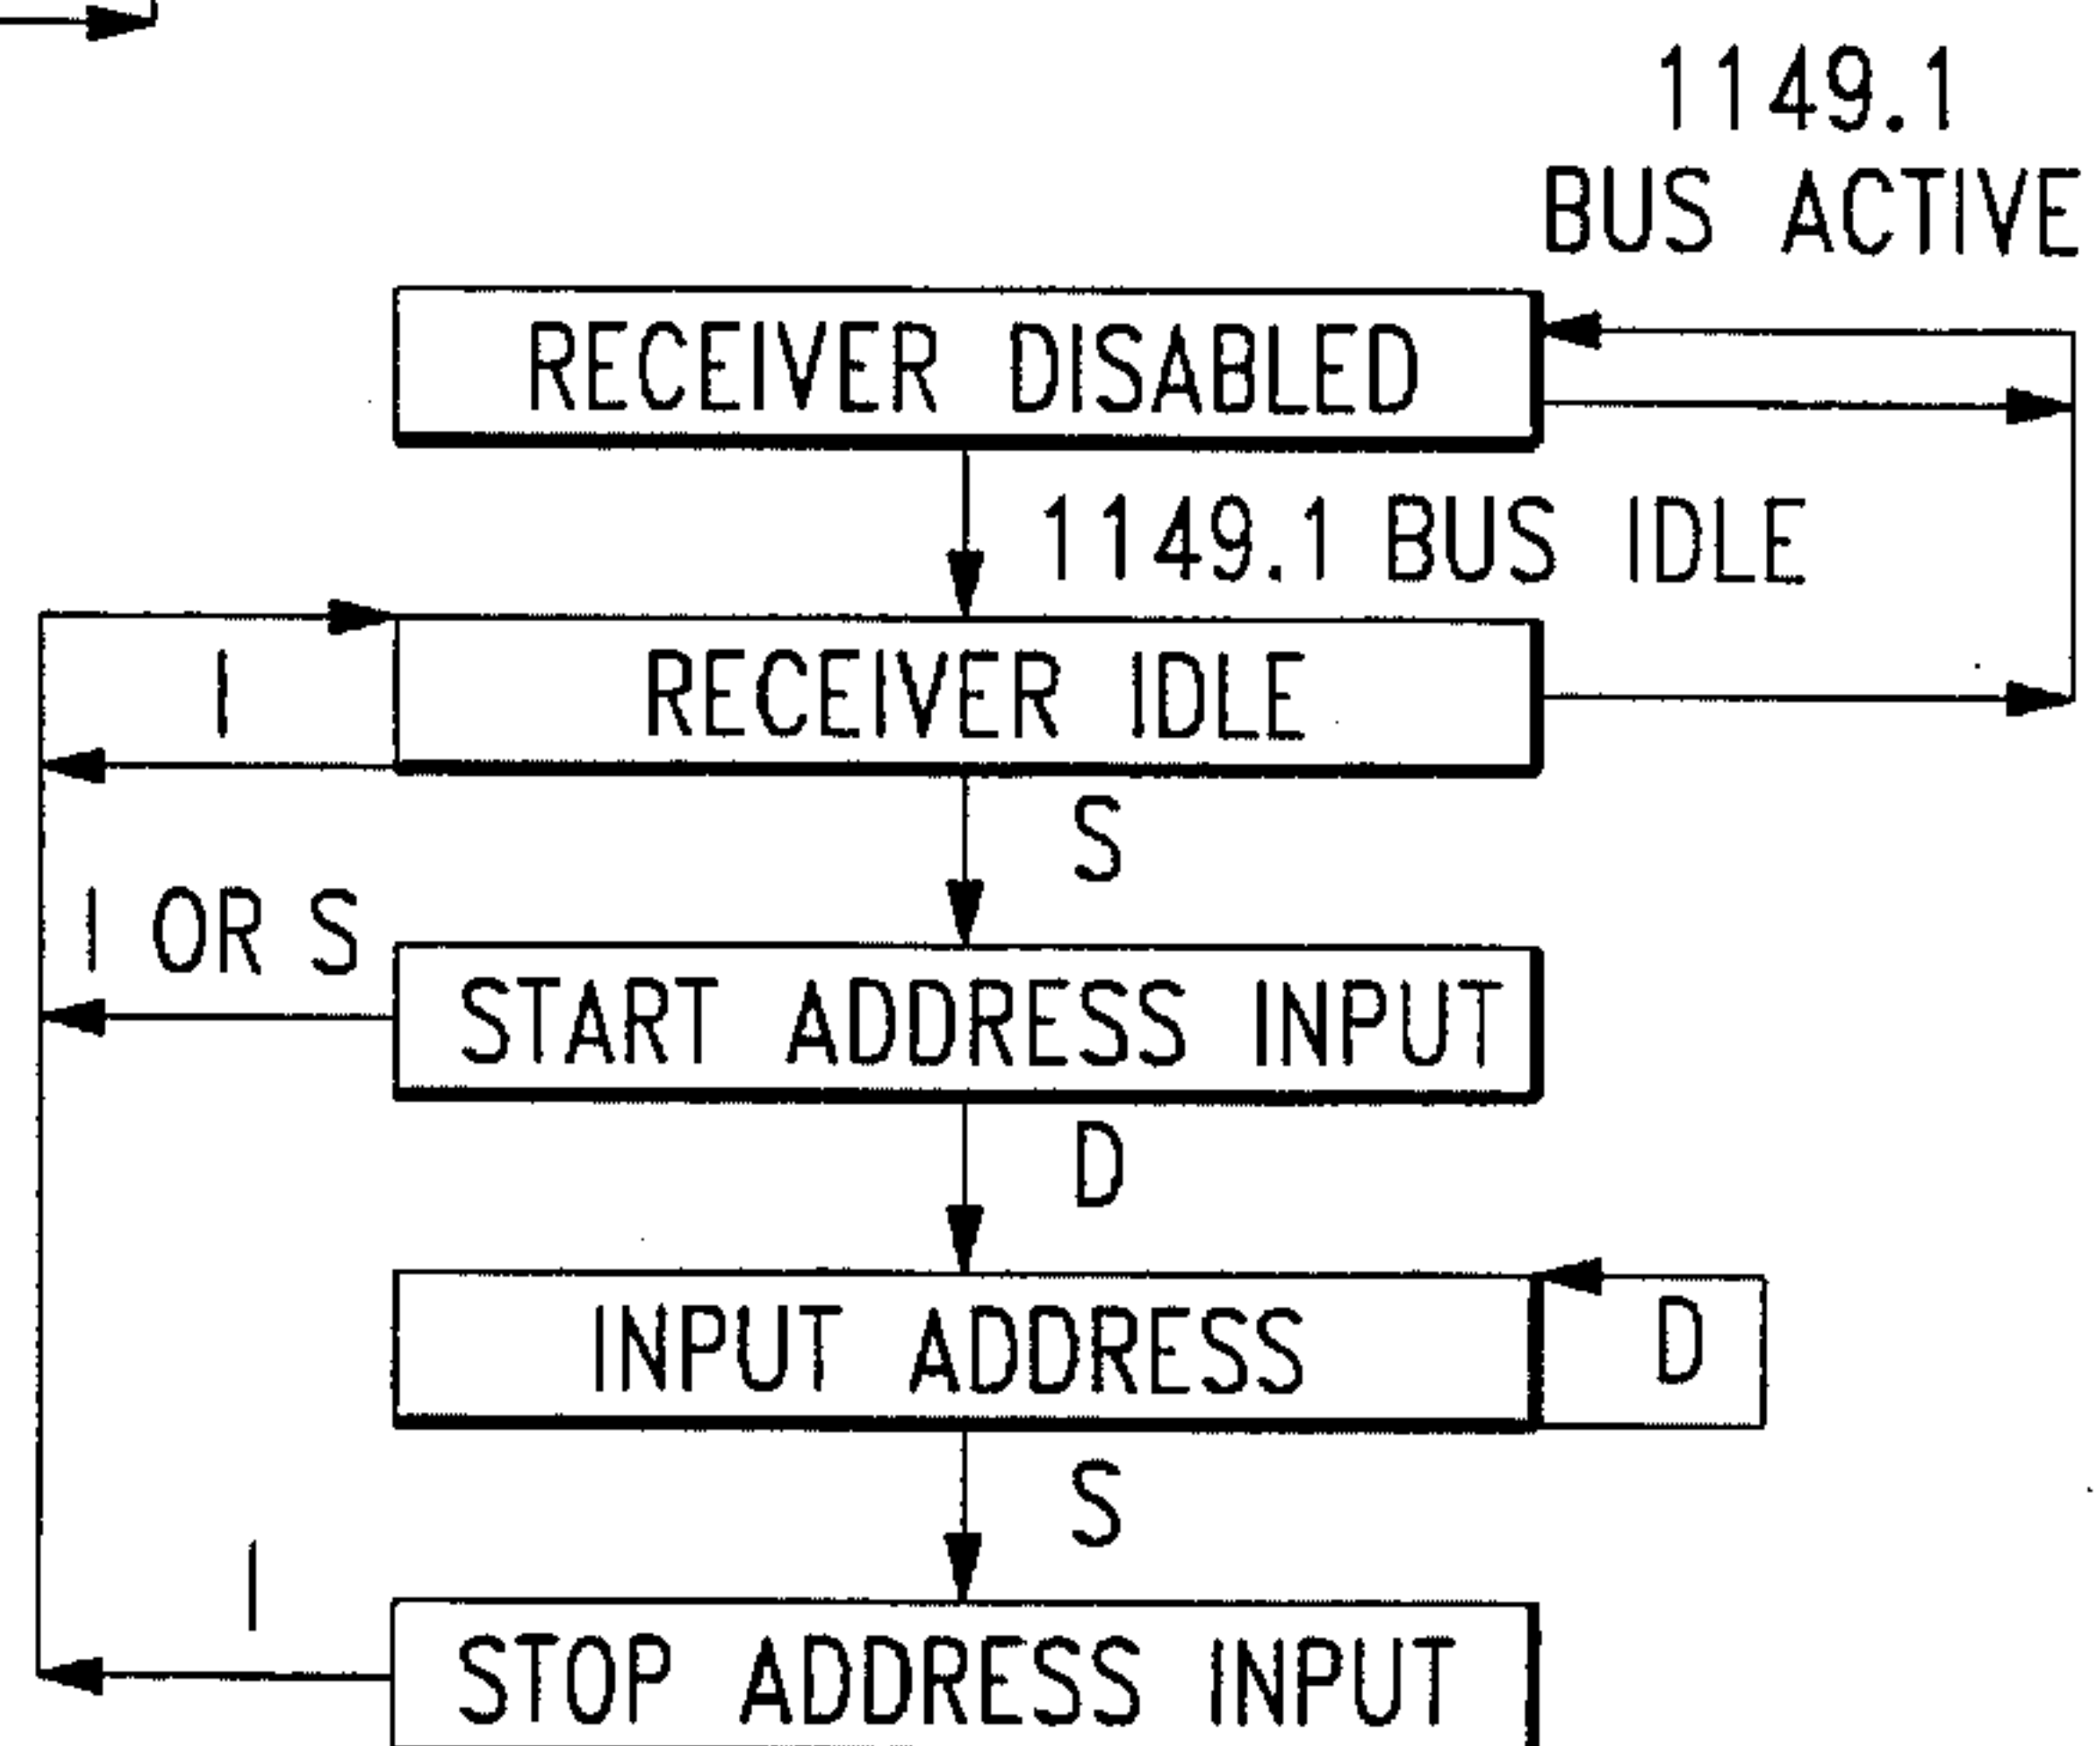 1149.1
BUS ACTIVE
RECEIVER DISABLED
1149.1 BUS IDLE
I
RECEIVER IDLE
S
I OR S
START ADDRESS INPUT
D
INPUT ADDRESS
D
S
I
STOP ADDRESS INPUT